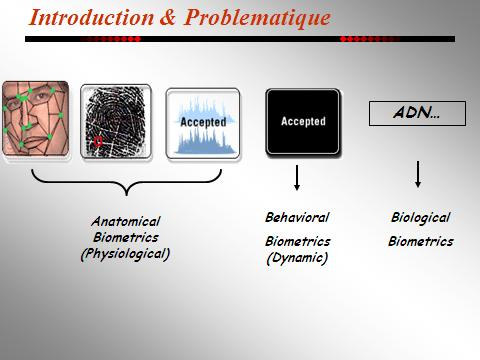 Introduction & Problematique
Accepted
Accepted
ADN...
Anatomical
Biometrics
(Physiological)
Behavioral
Biometrics
(Dynamic)
Biological
Biometrics